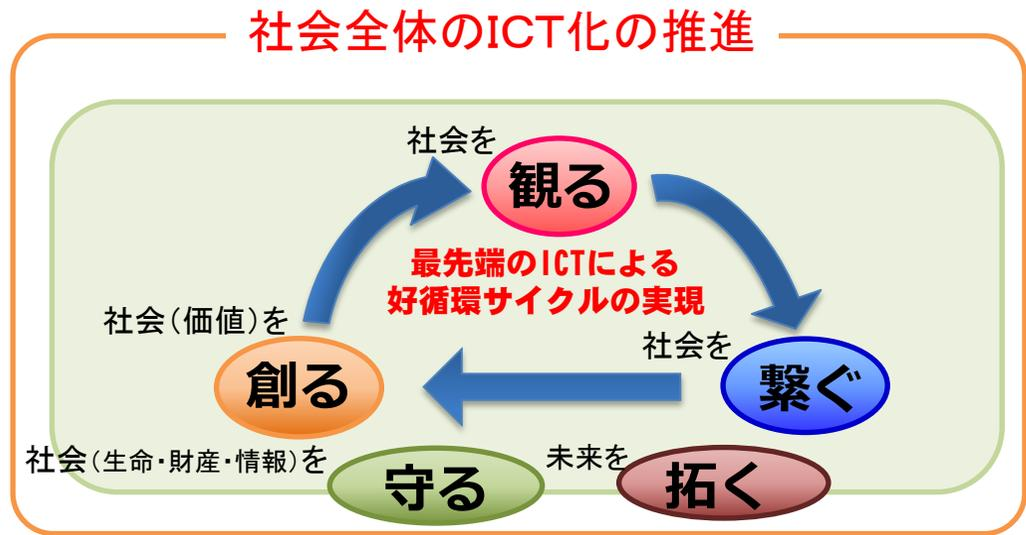 社会全体のICT化の推進
社会を
観る
最先端のICTによる
好循環サイクルの実現
社会（価値）を
創る
社会を
繋ぐ
社会（生命・財産・情報）を
守る
未来を
拓く